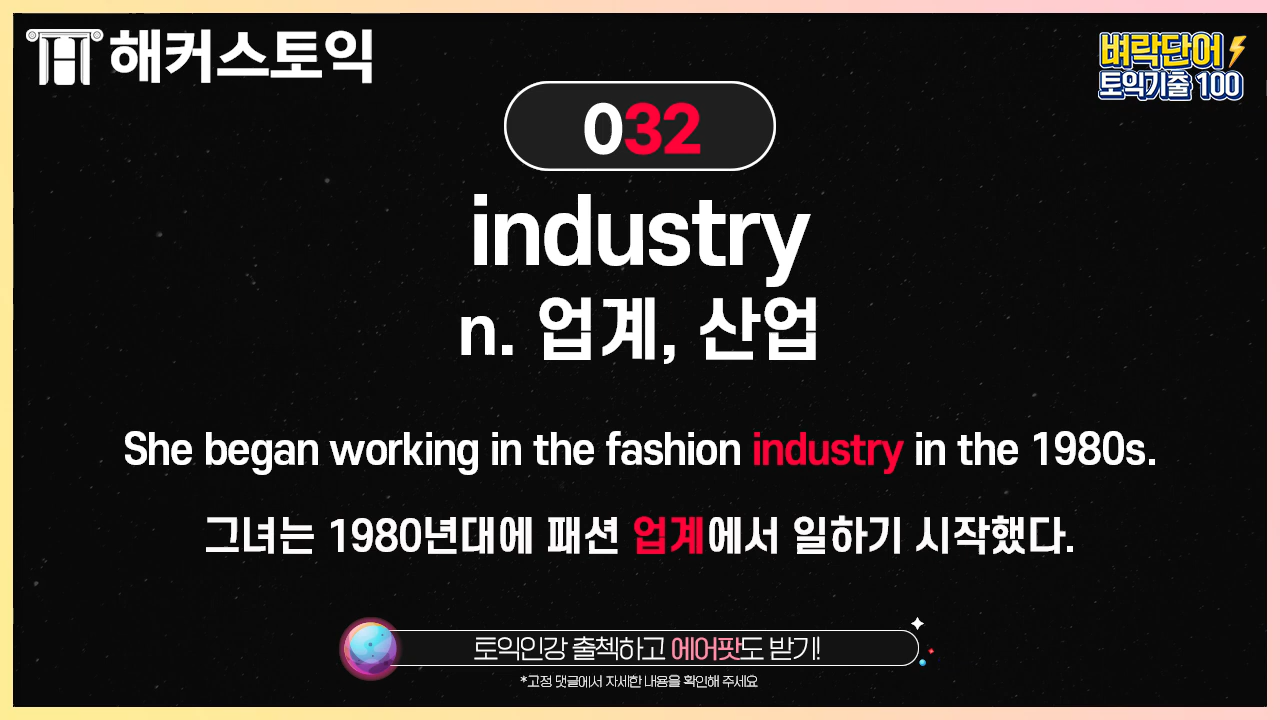 해커스토익
벼락단어
토익기출 100
032
industry
n. 업계, 산업
She began working in the fashion industry in the 1980s.
그녀는 1980년대에 패션 업계에서 일하기 시작했다.
토익인강 출첵하고 에어팟도 받기!
*고정 댓글에서 자세한 내용을 확인해 주세요